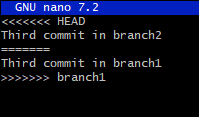 GNU nano 7.2
<<<<<<< HEAD
Third commit in branch2
=======
Third commit in branch1
>>>>>>> branch1